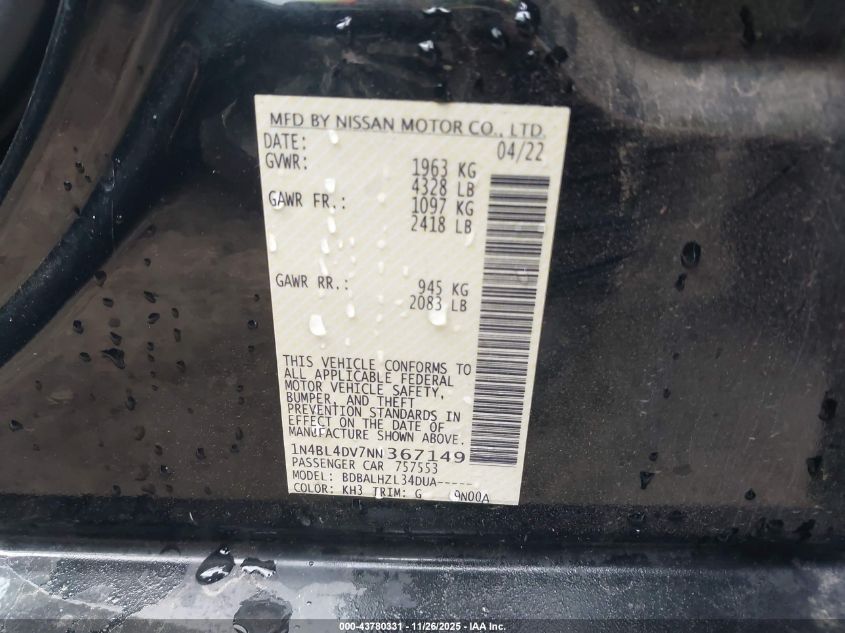 MFD BY NISSAN MOTOR CO., LTD.
DATE: 04/22
GVWR: 1963 KG
4328 LB
GAWR FR.: 1097 KG
2418 LB
GAWR RR.: 945 KG
2083 LB
THIS VEHICLE CONFORMS TO
ALL APPLICABLE FEDERAL
MOTOR VEHICLE SAFETY,
BUMPER, AND THEFT
PREVENTION STANDARDS IN
EFFECT ON THE DATE OF
MANUFACTURE SHOWN ABOVE.
1N4BL4DV7NN367149
PASSENGER CAR 757553
MODEL: BDBALHZL34DUA-----
COLOR: KH3 TRIM: G 9N00A
000-43780331 - 11/26/2025 - IAA Inc.